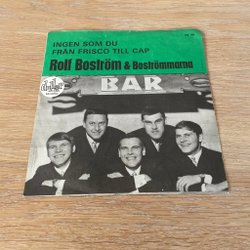 INGEN SOM DU
FRÅN FRISCO TILL CAP
Rolf Boström & Boströmmarna
BAR